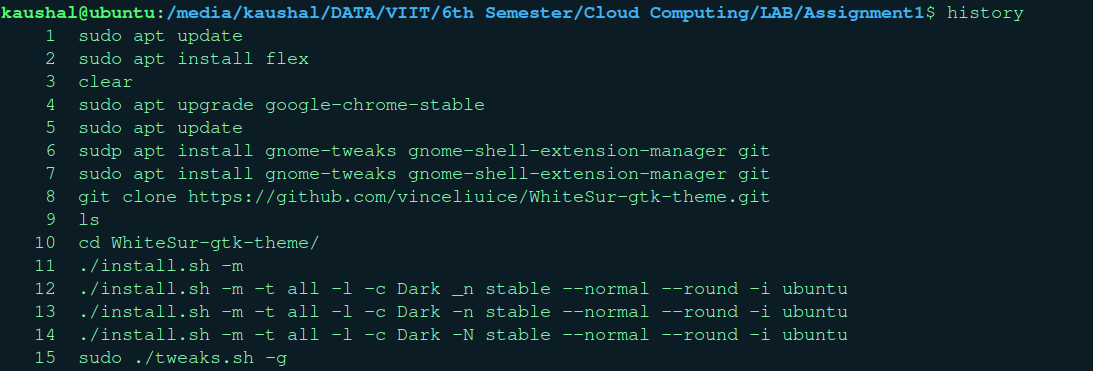 kaushal@ubuntu:/media/kaushal/DATA/VIIT/6th Semester/Cloud Computing/LAB/Assignment1$ history
1 sudo apt update
2 sudo apt install flex
3 clear
4 sudo apt upgrade google-chrome-stable
5 sudo apt update
6 sudp apt install gnome-tweaks gnome-shell-extension-manager git
7 sudo apt install gnome-tweaks gnome-shell-extension-manager git
8 git clone https://github.com/vinceliuice/WhiteSur-gtk-theme.git
9 ls
10 cd WhiteSur-gtk-theme/
11 ./install.sh -m
12 ./install.sh -m -t all -l -c Dark _n stable --normal --round -i ubuntu
13 ./install.sh -m -t all -l -c Dark -n stable --normal --round -i ubuntu
14 ./install.sh -m -t all -l -c Dark -N stable --normal --round -i ubuntu
15 sudo ./tweaks.sh -g